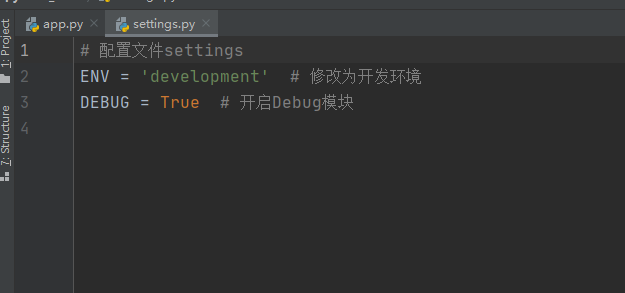 app.py
settings.py
1: Project
7: Structure
1 # 配置文件settings
2 ENV = 'development' # 修改为开发环境
3 DEBUG = True # 开启Debug模块
4